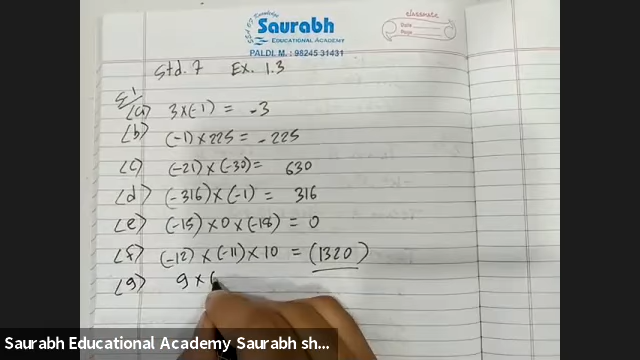 Knowledge
Saurabh
EDUCATIONAL ACADEMY
PALDI. M. : 98245 31431
classmate
Date
Page
Std. 7 Ex. 1.3
(a) 3×(-1) = -3
(b) (-1) × 225 = -225
(c) (-21) × (-30) = 630
(d) (-316) × (-1) = 316
(e) (-15) × 0 × (-18) = 0
(f) (-12) × (-11) × 10 = (1320)
(g) 9 × (
Saurabh Educational Academy Saurabh sh...